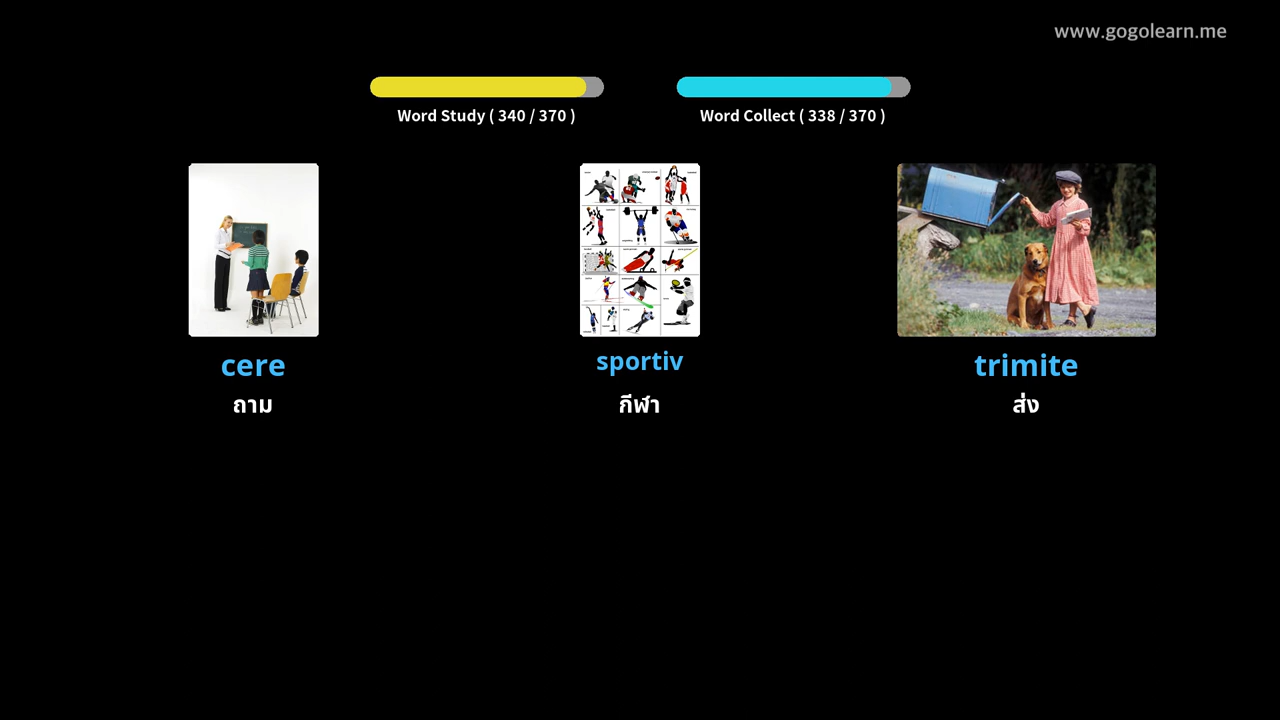 www.gogolearn.me
Word Study ( 340 / 370 )
Word Collect ( 338 / 370 )
cere
sportiv
trimite
ถาม
กีฬา
ส่ง